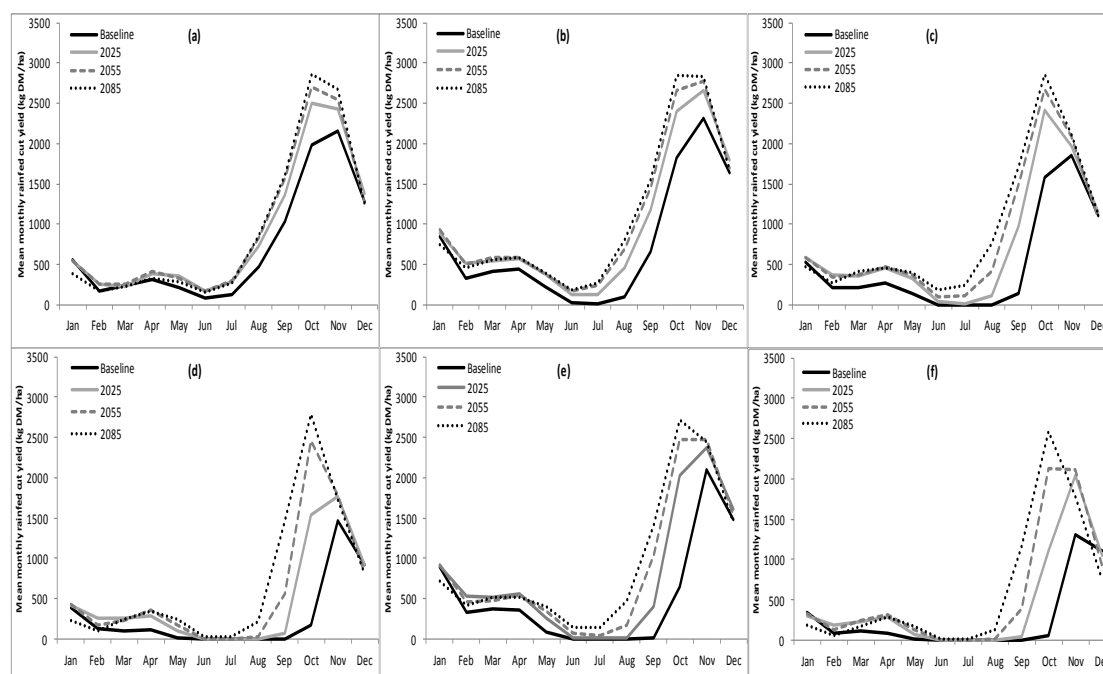 Mean monthly rainfed cut yield (kg DM/ha)
3500
3000
2500
2000
1500
1000
500
0
Baseline
2025
2055
2085
(a)
Jan Feb Mar Apr May Jun Jul Aug Sep Oct Nov Dec
Mean monthly rainfed cut yield (kg DM/ha)
3500
3000
2500
2000
1500
1000
500
0
Baseline
2025
2055
2085
(b)
Jan Feb Mar Apr May Jun Jul Aug Sep Oct Nov Dec
Mean monthly rainfed cut yield (kg DM/ha)
3500
3000
2500
2000
1500
1000
500
0
Baseline
2025
2055
2085
(c)
Jan Feb Mar Apr May Jun Jul Aug Sep Oct Nov Dec
Mean monthly rainfed cut yield (kg DM/ha)
3500
3000
2500
2000
1500
1000
500
0
Baseline
2025
2055
2085
(d)
Jan Feb Mar Apr May Jun Jul Aug Sep Oct Nov Dec
Mean monthly rainfed cut yield (kg DM/ha)
3500
3000
2500
2000
1500
1000
500
0
Baseline
2025
2055
2085
(e)
Jan Feb Mar Apr May Jun Jul Aug Sep Oct Nov Dec
Mean monthly rainfed cut yield (kg DM/ha)
3500
3000
2500
2000
1500
1000
500
0
Baseline
2025
2055
2085
(f)
Jan Feb Mar Apr May Jun Jul Aug Sep Oct Nov De